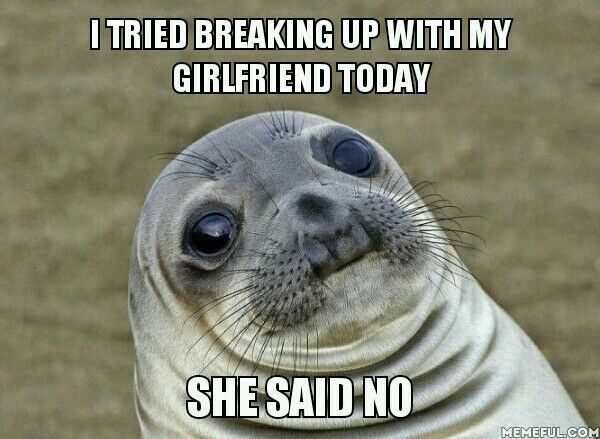 I TRIED BREAKING UP WITH MY
GIRLFRIEND TODAY
SHE SAID NO
MEMEFUL.COM